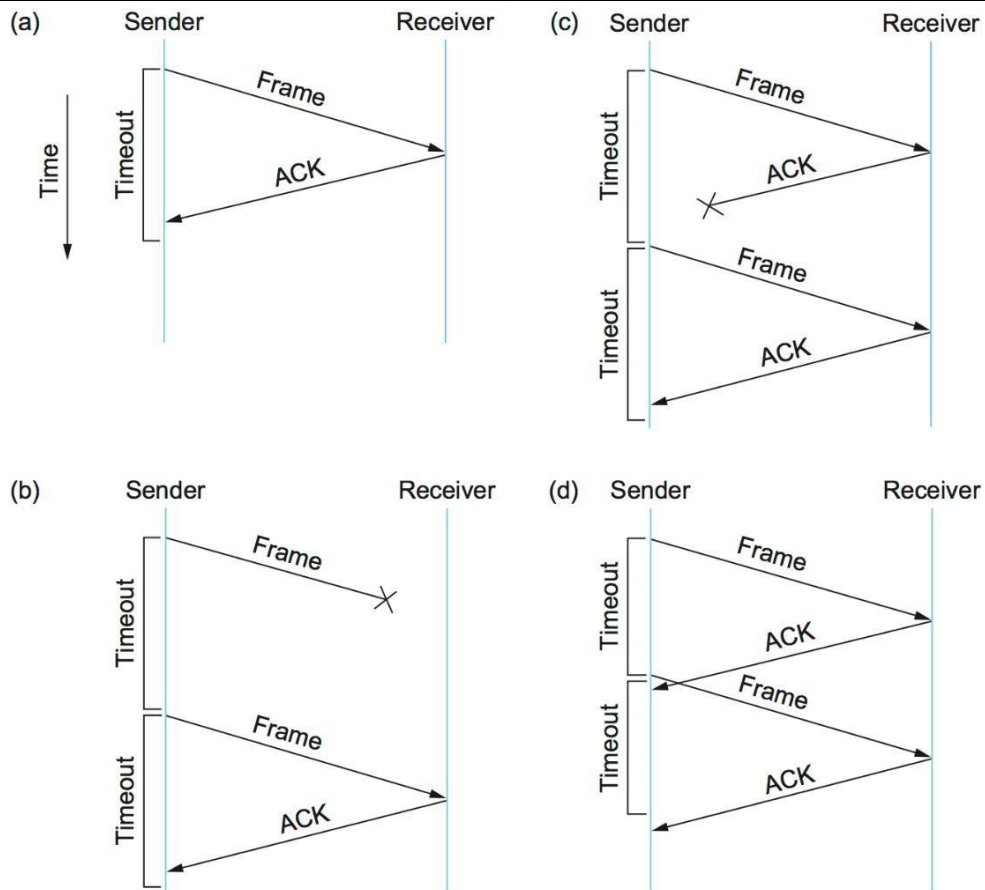 (a)
Sender
Receiver
Time
Timeout
Frame
ACK
(c)
Sender
Receiver
Timeout
Frame
ACK
Timeout
Frame
ACK
(b)
Sender
Receiver
Timeout
Frame
Timeout
Frame
ACK
(d)
Sender
Receiver
Timeout
Frame
ACK
Timeout
Frame
ACK